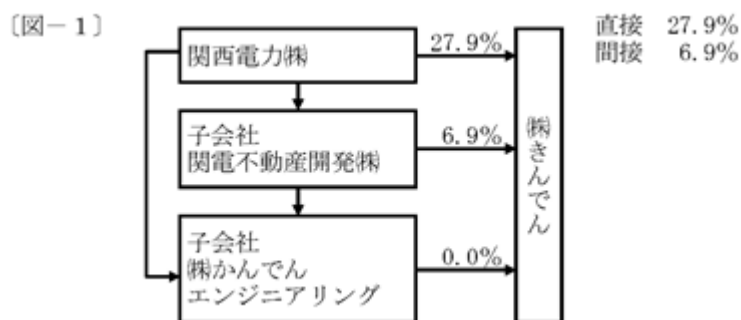 〔図－1〕
関西電力㈱
27.9%
直接 27.9%
間接 6.9%
子会社
関電不動産開発㈱
6.9%
㈱きんでん
子会社
㈱かんでん
エンジニアリング
0.0%